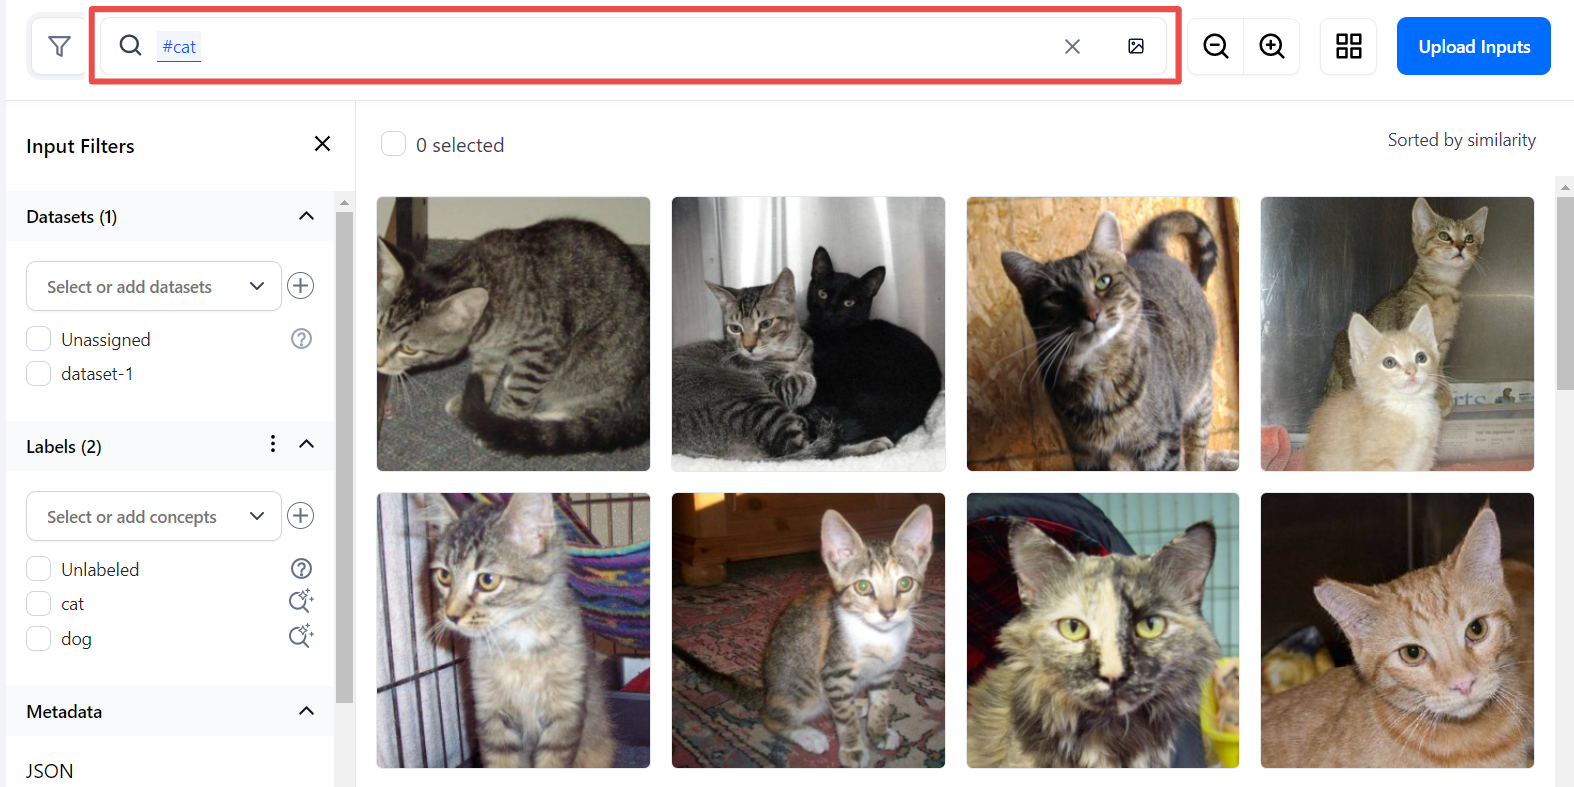 #cat
Upload Inputs
Input Filters
0 selected
Sorted by similarity
Datasets (1)
Select or add datasets
Unassigned
dataset-1
Labels (2)
Select or add concepts
Unlabeled
cat
dog
Metadata
JSON
rts